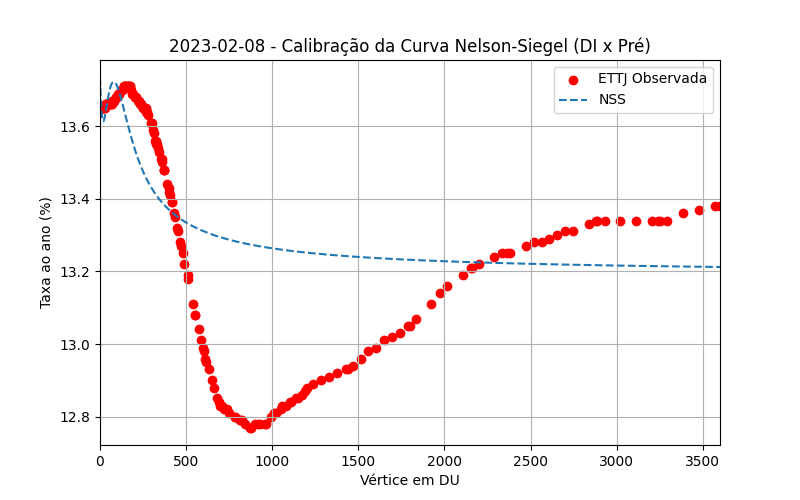 2023-02-08 - Calibração da Curva Nelson-Siegel (DI x Pré)
ETTJ Observada
NSS
Taxa ao ano (%)
13.6
13.4
13.2
13.0
12.8
0 500 1000 1500 2000 2500 3000 3500
Vértice em DU